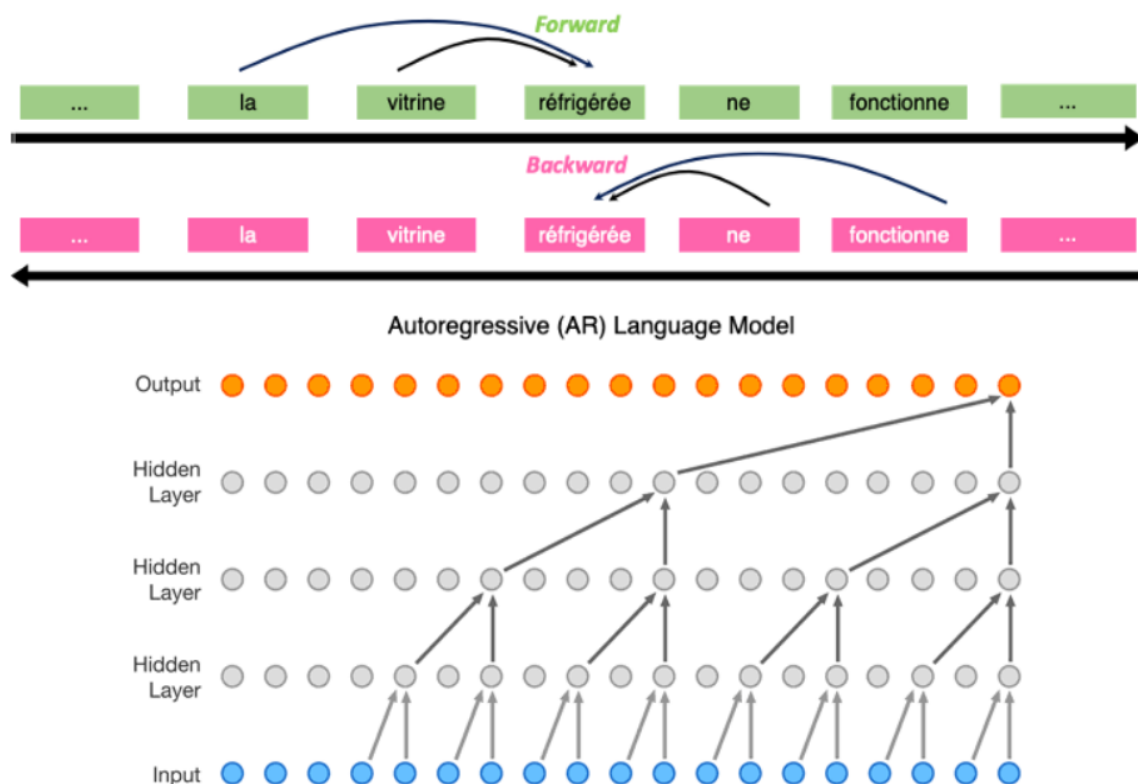 Forward
... la vitrine réfrigérée ne fonctionne ...
Backward
... la vitrine réfrigérée ne fonctionne ...
Autoregressive (AR) Language Model
Output
Hidden
Layer
Hidden
Layer
Hidden
Layer
Input